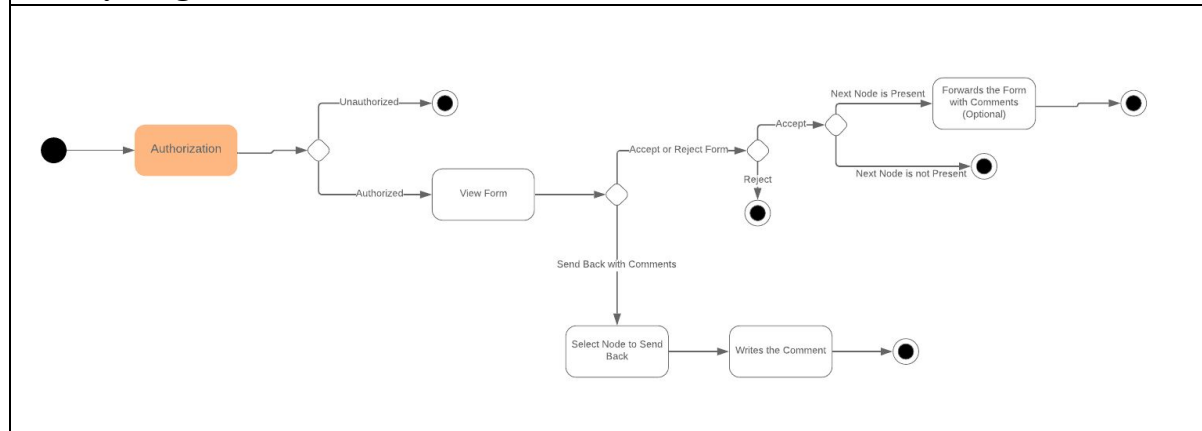 Unauthorized
Authorization
Authorized
View Form
Accept or Reject Form
Accept
Reject
Next Node is Present
Forwards the Form
with Comments
(Optional)
Next Node is not Present
Send Back with Comments
Select Node to Send
Back
Writes the Comment